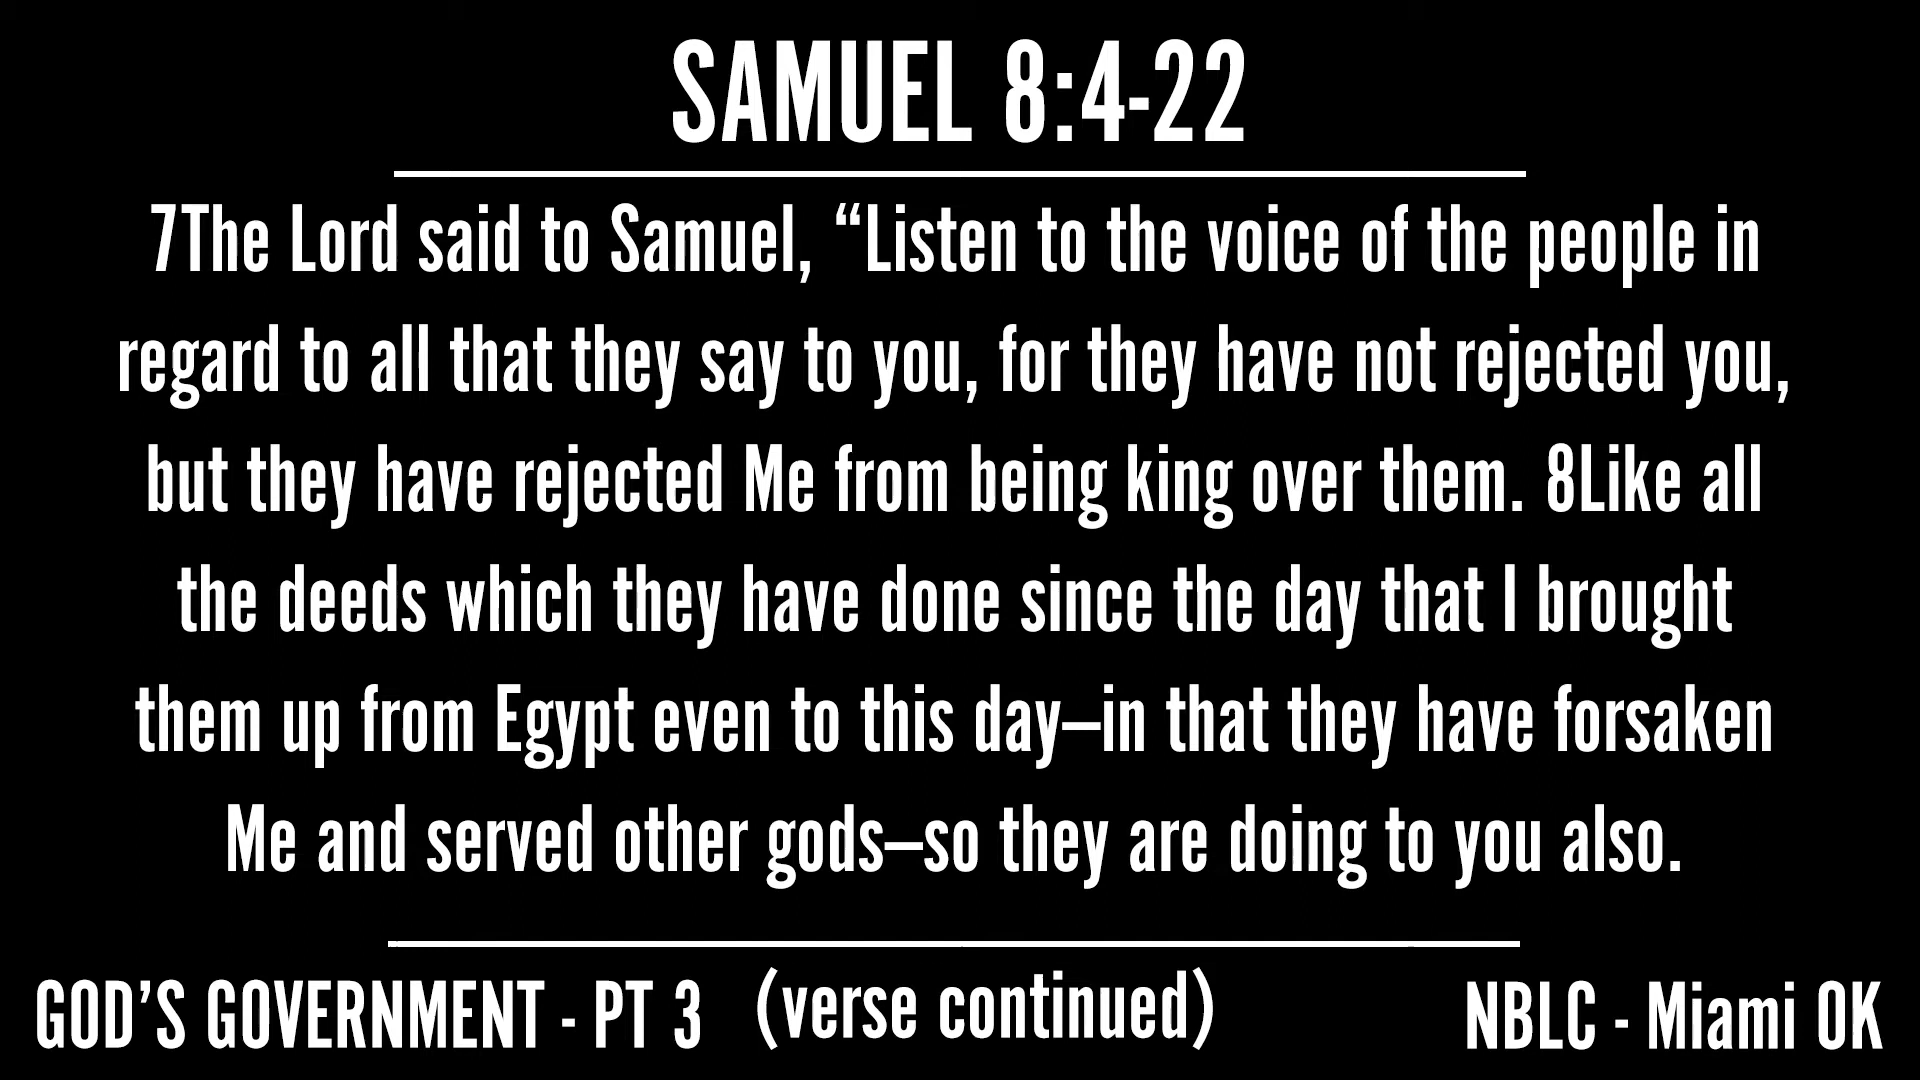 SAMUEL 8:4-22
7The Lord said to Samuel, “Listen to the voice of the people in
regard to all that they say to you, for they have not rejected you,
but they have rejected Me from being king over them. 8Like all
the deeds which they have done since the day that I brought
them up from Egypt even to this day—in that they have forsaken
Me and served other gods—so they are doing to you also.
GOD’S GOVERNMENT - PT 3
(verse continued)
NBLC - Miami OK